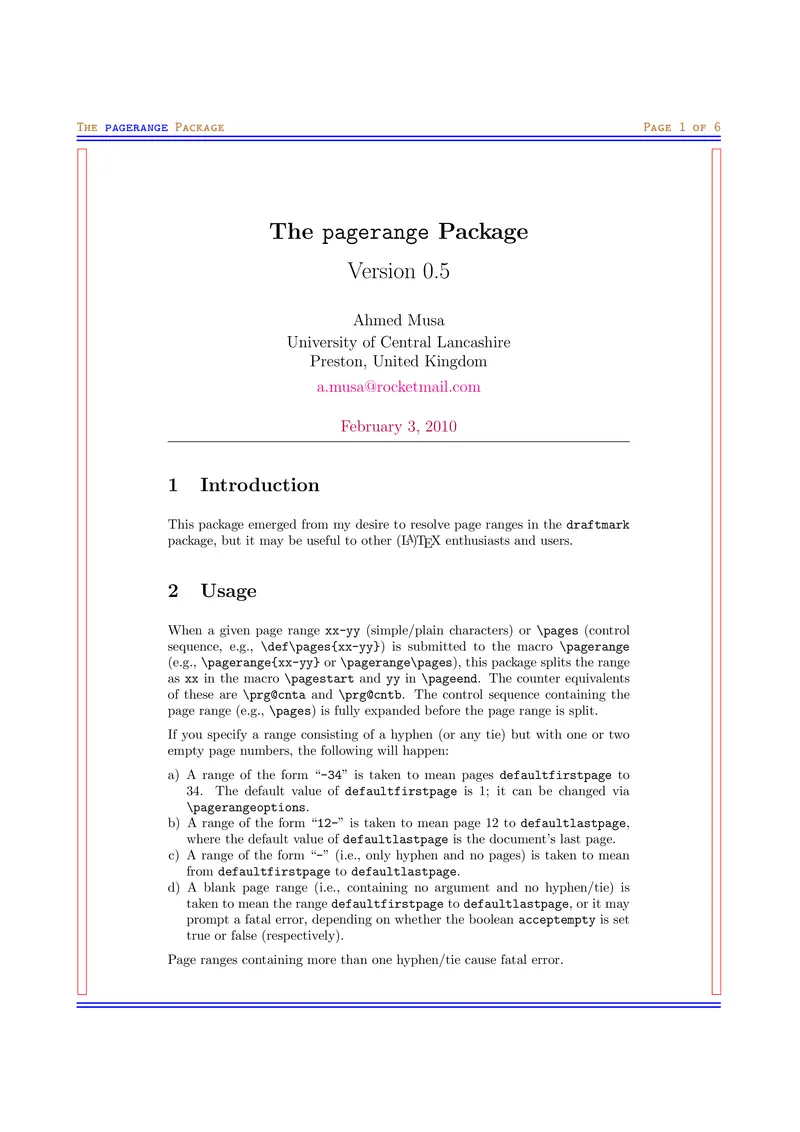 The pagerange Package Page 1 of 6
The pagerange Package
Version 0.5
Ahmed Musa
University of Central Lancashire
Preston, United Kingdom
a.musa@rocketmail.com
February 3, 2010
1 Introduction
This package emerged from my desire to resolve page ranges in the draftmark
package, but it may be useful to other (LA)TEX enthusiasts and users.
2 Usage
When a given page range xx-yy (simple/plain characters) or \pages (control
sequence, e.g., \def\pages{xx-yy}) is submitted to the macro \pagerange
(e.g., \pagerange{xx-yy} or \pagerange\pages), this package splits the range
as xx in the macro \pagestart and yy in \pageend. The counter equivalents
of these are \prg@cnta and \prg@cntb. The control sequence containing the
page range (e.g., \pages) is fully expanded before the page range is split.
If you specify a range consisting of a hyphen (or any tie) but with one or two
empty page numbers, the following will happen:
a) A range of the form “-34” is taken to mean pages defaultfirstpage to
34. The default value of defaultfirstpage is 1; it can be changed via
\pagerangeoptions.
b) A range of the form “12-” is taken to mean page 12 to defaultlastpage,
where the default value of defaultlastpage is the document's last page.
c) A range of the form “-” (i.e., only hyphen and no pages) is taken to mean
from defaultfirstpage to defaultlastpage.
d) A blank page range (i.e., containing no argument and no hyphen/tie) is
taken to mean the range defaultfirstpage to defaultlastpage, or it may
prompt a fatal error, depending on whether the boolean acceptempty is set
true or false (respectively).
Page ranges containing more than one hyphen/tie cause fatal error.